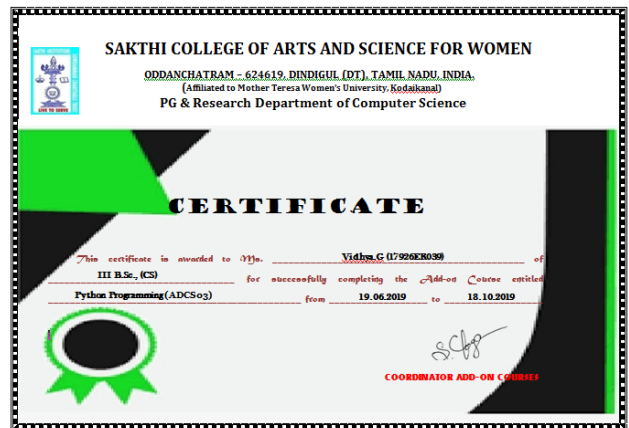 SAKTHI COLLEGE OF ARTS AND SCIENCE FOR WOMEN
ODDANCHATRAM – 624619, DINDIGUL (DT), TAMIL NADU, INDIA.
(Affiliated to Mother Teresa Women's University, Kodaikanal)
PG & Research Department of Computer Science
CERTIFICATE
This certificate is awarded to Ms. Vidhya.G (17926ER039) of
III B.Sc., (CS) for successfully completing the Add-on Course entitled
Python Programming (ADCS03) from 19.06.2019 to 18.10.2019
COORDINATOR ADD-ON COURSES